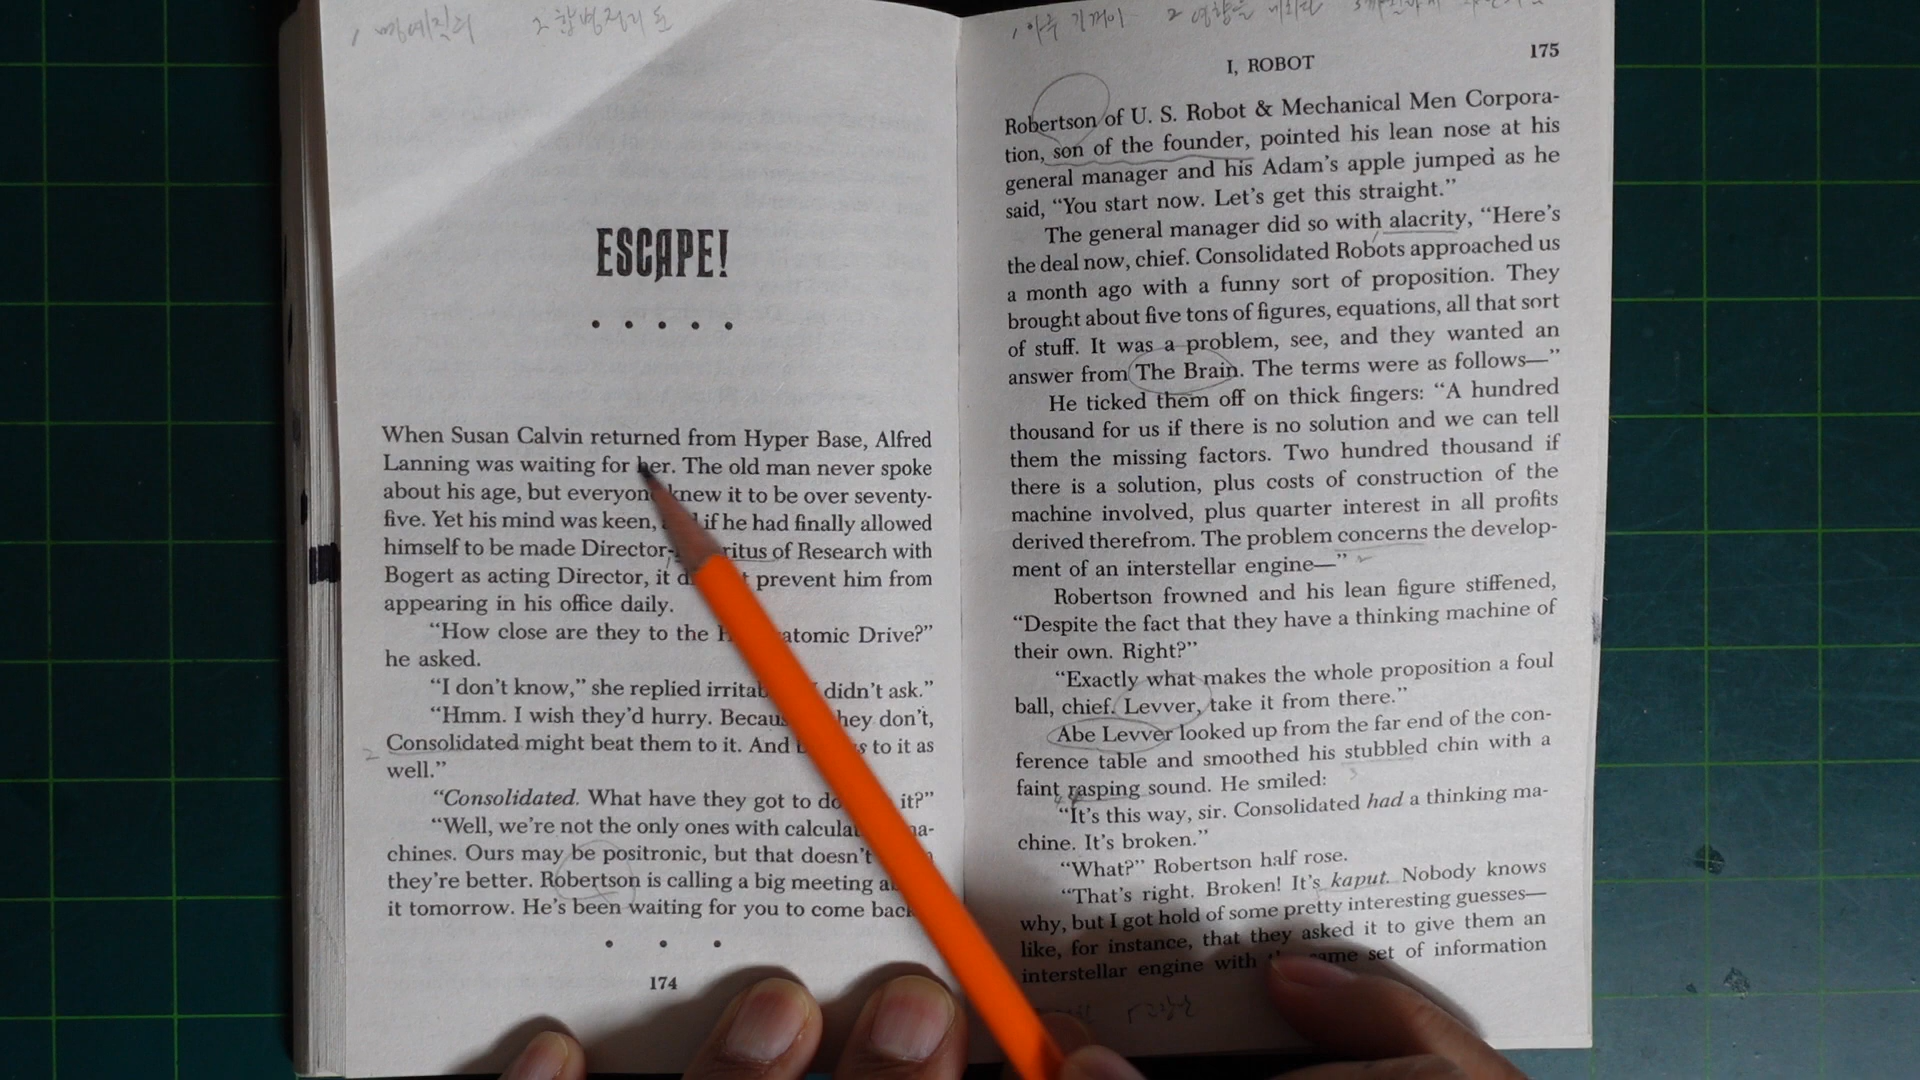 1 명예직의 2 합병정리도
ESCAPE!
When Susan Calvin returned from Hyper Base, Alfred
Lanning was waiting for her. The old man never spoke
about his age, but everyone knew it to be over seventy-
five. Yet his mind was keen, if he had finally allowed
himself to be made Director- of Research with
Bogert as acting Director, it prevent him from
appearing in his office daily.
“How close are they to the Drive?”
he asked.
“I don't know,” she replied didn't ask.”
“Hmm. I wish they'd hurry. they don't,
2 Consolidated might beat them to it. And to it as
well.”
“Consolidated. What have they got to do it?”
“Well, we're not the only ones with
chines. Ours may be positronic, but that doesn't
they're better. Robertson is calling a big meeting
it tomorrow. He's been waiting for you to come back
174
1, 아주 기꺼이 2
I, ROBOT
175
Robertson of U. S. Robot & Mechanical Men Corpora-
tion, son of the founder, pointed his lean nose at his
general manager and his Adam's apple jumped as he
said, “You start now. Let's get this straight.”
The general manager did so with alacrity, “Here's
the deal now, chief. Consolidated Robots approached us
a month ago with a funny sort of proposition. They
brought about five tons of figures, equations, all that sort
of stuff. It was a problem, see, and they wanted an
answer from The Brain. The terms were as follows—”
He ticked them off on thick fingers: “A hundred
thousand for us if there is no solution and we can tell
them the missing factors. Two hundred thousand if
there is a solution, plus costs of construction of the
machine involved, plus quarter interest in all profits
derived therefrom. The problem concerns the develop-
ment of an interstellar engine—”
Robertson frowned and his lean figure stiffened,
“Despite the fact that they have a thinking machine of
their own. Right?”
“Exactly what makes the whole proposition a foul
ball, chief. Levver, take it from there.”
Abe Levver looked up from the far end of the con-
ference table and smoothed his stubbled chin with a
faint rasping sound. He smiled:
“It's this way, sir. Consolidated had a thinking ma-
chine. It's broken.”
“What?” Robertson half rose.
“That's right. Broken! It's kaput. Nobody knows
why, but I got hold of some pretty interesting guesses—
like, for instance, that they asked it to give them an
interstellar engine with same set of information